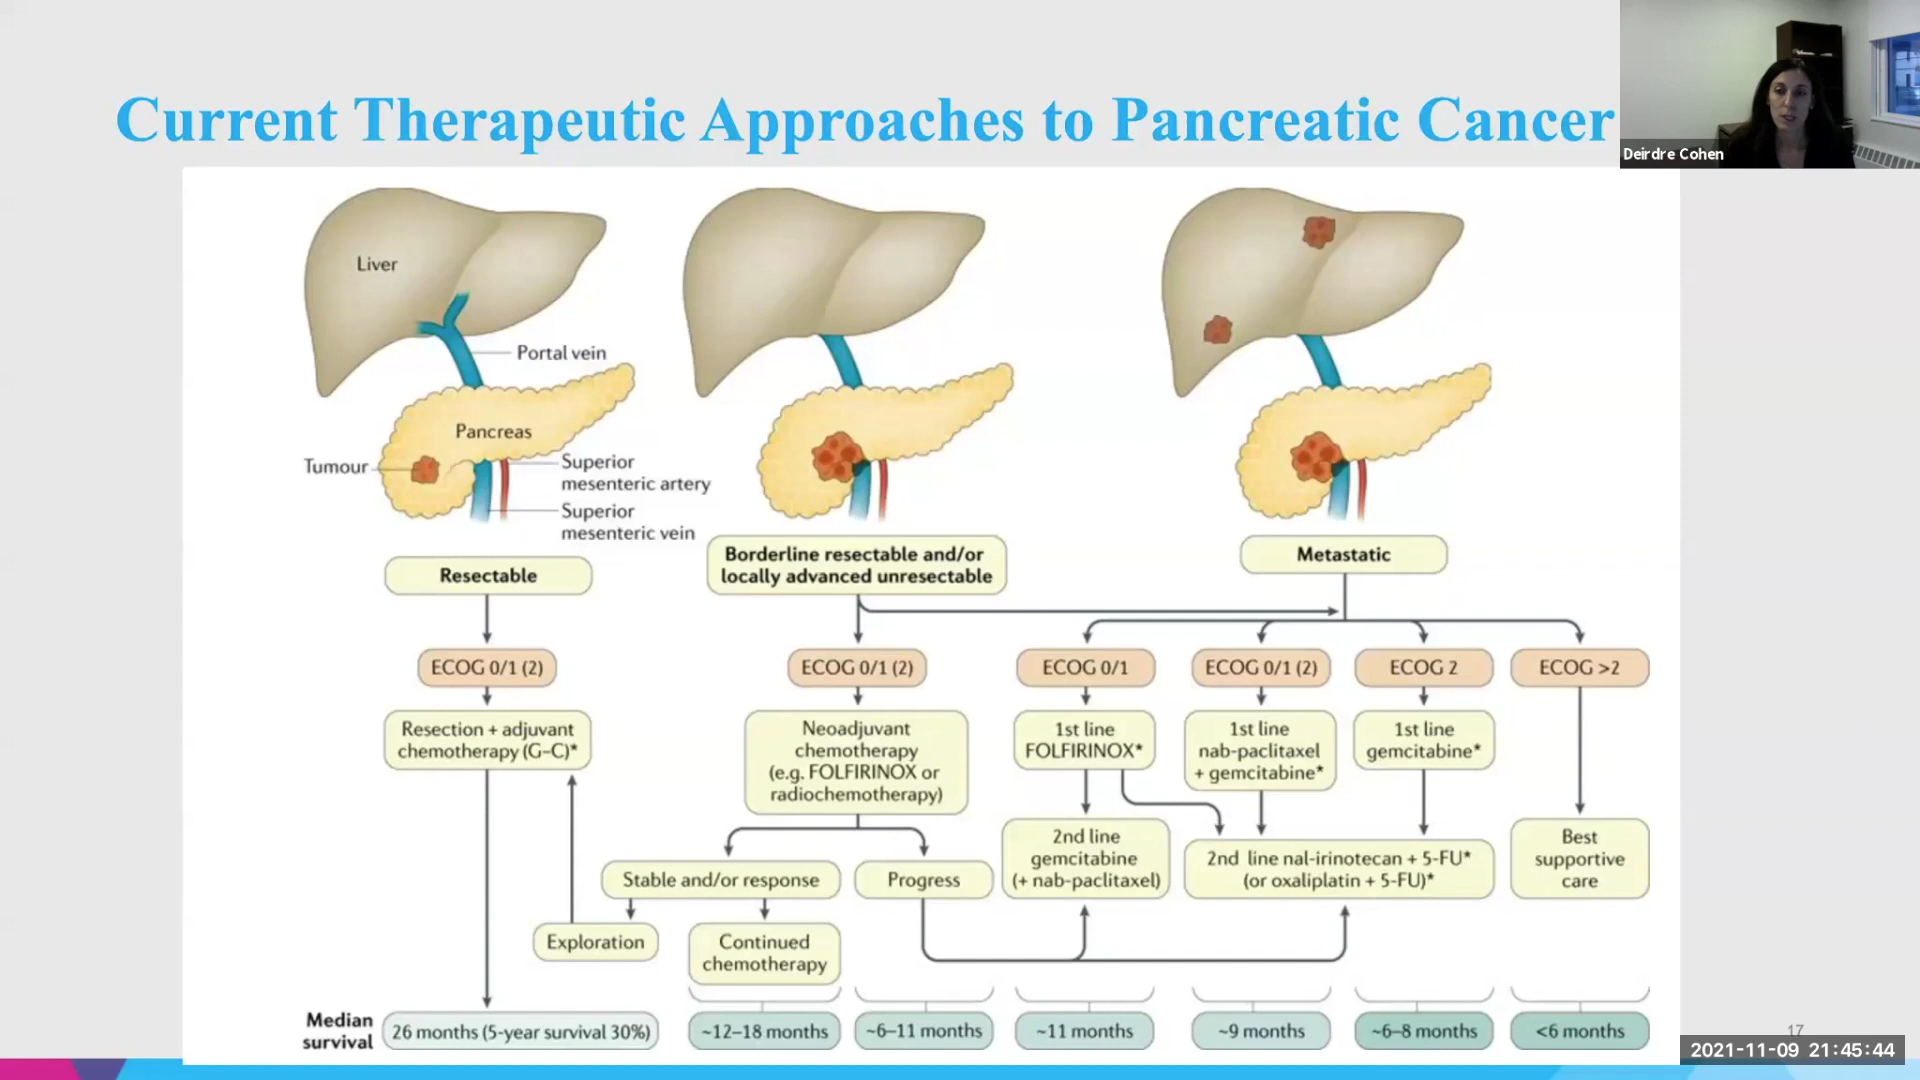 Current Therapeutic Approaches to Pancreatic Cancer
Deirdre Cohen
Liver
Portal vein
Pancreas
Tumour
Superior
mesenteric artery
Superior
mesenteric vein
Resectable
Borderline resectable and/or
locally advanced unresectable
Metastatic
ECOG 0/1 (2)
ECOG 0/1 (2)
ECOG 0/1
ECOG 0/1 (2)
ECOG 2
ECOG >2
Resection + adjuvant
chemotherapy (G–C)*
Neoadjuvant
chemotherapy
(e.g. FOLFIRINOX or
radiochemotherapy)
1st line
FOLFIRINOX*
1st line
nab-paclitaxel
+ gemcitabine*
1st line
gemcitabine*
2nd line
gemcitabine
(+ nab-paclitaxel)
2nd line nal-irinotecan + 5-FU*
(or oxaliplatin + 5-FU)*
Best
supportive
care
Stable and/or response
Progress
Exploration
Continued
chemotherapy
Median
survival
26 months (5-year survival 30%)
~12–18 months
~6–11 months
~11 months
~9 months
~6–8 months
<6 months
17
2021-11-09 21:45:44